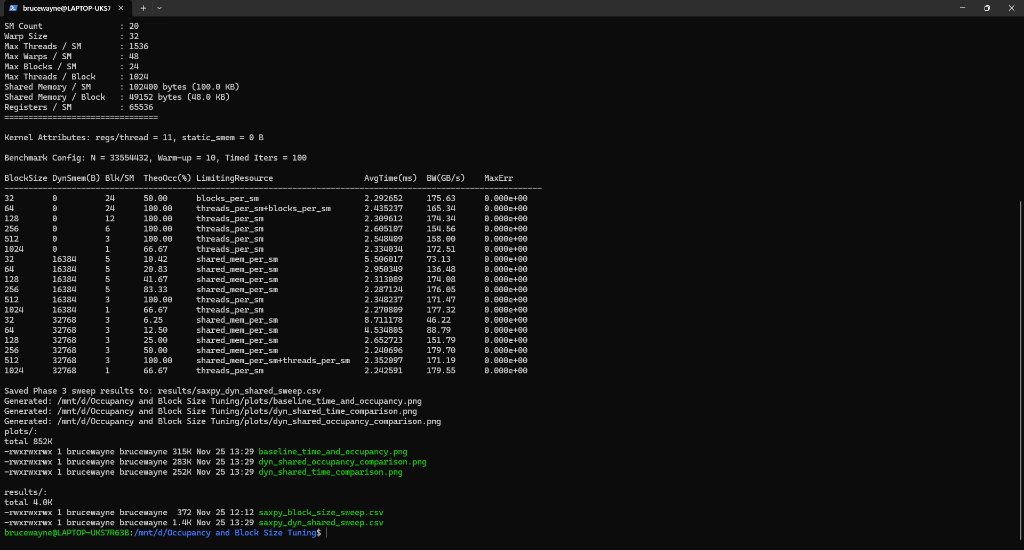 brucewayne@LAPTOP-UKS7
SM Count : 20
Warp Size : 32
Max Threads / SM : 1536
Max Warps / SM : 48
Max Blocks / SM : 24
Max Threads / Block : 1024
Shared Memory / SM : 102400 bytes (100.0 KB)
Shared Memory / Block : 49152 bytes (48.0 KB)
Registers / SM : 65536
================================
Kernel Attributes: regs/thread = 11, static_smem = 0 B
Benchmark Config: N = 33554432, Warm-up = 10, Timed Iters = 100
BlockSize DynSmem(B) Blk/SM TheoOcc(%) LimitingResource AvgTime(ms) BW(GB/s) MaxErr
32 0 24 50.00 blocks_per_sm 2.292652 175.63 0.000e+00
64 0 24 100.00 threads_per_sm+blocks_per_sm 2.435237 165.34 0.000e+00
128 0 12 100.00 threads_per_sm 2.309612 174.34 0.000e+00
256 0 6 100.00 threads_per_sm 2.605107 154.56 0.000e+00
512 0 3 100.00 threads_per_sm 2.548409 158.00 0.000e+00
1024 0 1 66.67 threads_per_sm 2.334034 172.51 0.000e+00
32 16384 5 10.42 shared_mem_per_sm 5.506017 73.13 0.000e+00
64 16384 5 20.83 shared_mem_per_sm 2.950349 136.48 0.000e+00
128 16384 5 41.67 shared_mem_per_sm 2.313089 174.08 0.000e+00
256 16384 5 83.33 shared_mem_per_sm 2.287124 176.05 0.000e+00
512 16384 3 100.00 threads_per_sm 2.348237 171.47 0.000e+00
1024 16384 1 66.67 threads_per_sm 2.270809 177.32 0.000e+00
32 32768 3 6.25 shared_mem_per_sm 8.711178 46.22 0.000e+00
64 32768 3 12.50 shared_mem_per_sm 4.534805 88.79 0.000e+00
128 32768 3 25.00 shared_mem_per_sm 2.652723 151.79 0.000e+00
256 32768 3 50.00 shared_mem_per_sm 2.240696 179.70 0.000e+00
512 32768 3 100.00 shared_mem_per_sm+threads_per_sm 2.352097 171.19 0.000e+00
1024 32768 1 66.67 threads_per_sm 2.242591 179.55 0.000e+00
Saved Phase 3 sweep results to: results/saxpy_dyn_shared_sweep.csv
Generated: /mnt/d/Occupancy and Block Size Tuning/plots/baseline_time_and_occupancy.png
Generated: /mnt/d/Occupancy and Block Size Tuning/plots/dyn_shared_time_comparison.png
Generated: /mnt/d/Occupancy and Block Size Tuning/plots/dyn_shared_occupancy_comparison.png
plots/:
total 852K
-rwxrwxrwx 1 brucewayne brucewayne 315K Nov 25 13:29 baseline_time_and_occupancy.png
-rwxrwxrwx 1 brucewayne brucewayne 283K Nov 25 13:29 dyn_shared_occupancy_comparison.png
-rwxrwxrwx 1 brucewayne brucewayne 252K Nov 25 13:29 dyn_shared_time_comparison.png
results/:
total 4.0K
-rwxrwxrwx 1 brucewayne brucewayne 372 Nov 25 12:12 saxpy_block_size_sweep.csv
-rwxrwxrwx 1 brucewayne brucewayne 1.4K Nov 25 13:29 saxpy_dyn_shared_sweep.csv
brucewayne@LAPTOP-UKS7R63B:/mnt/d/Occupancy and Block Size Tuning$